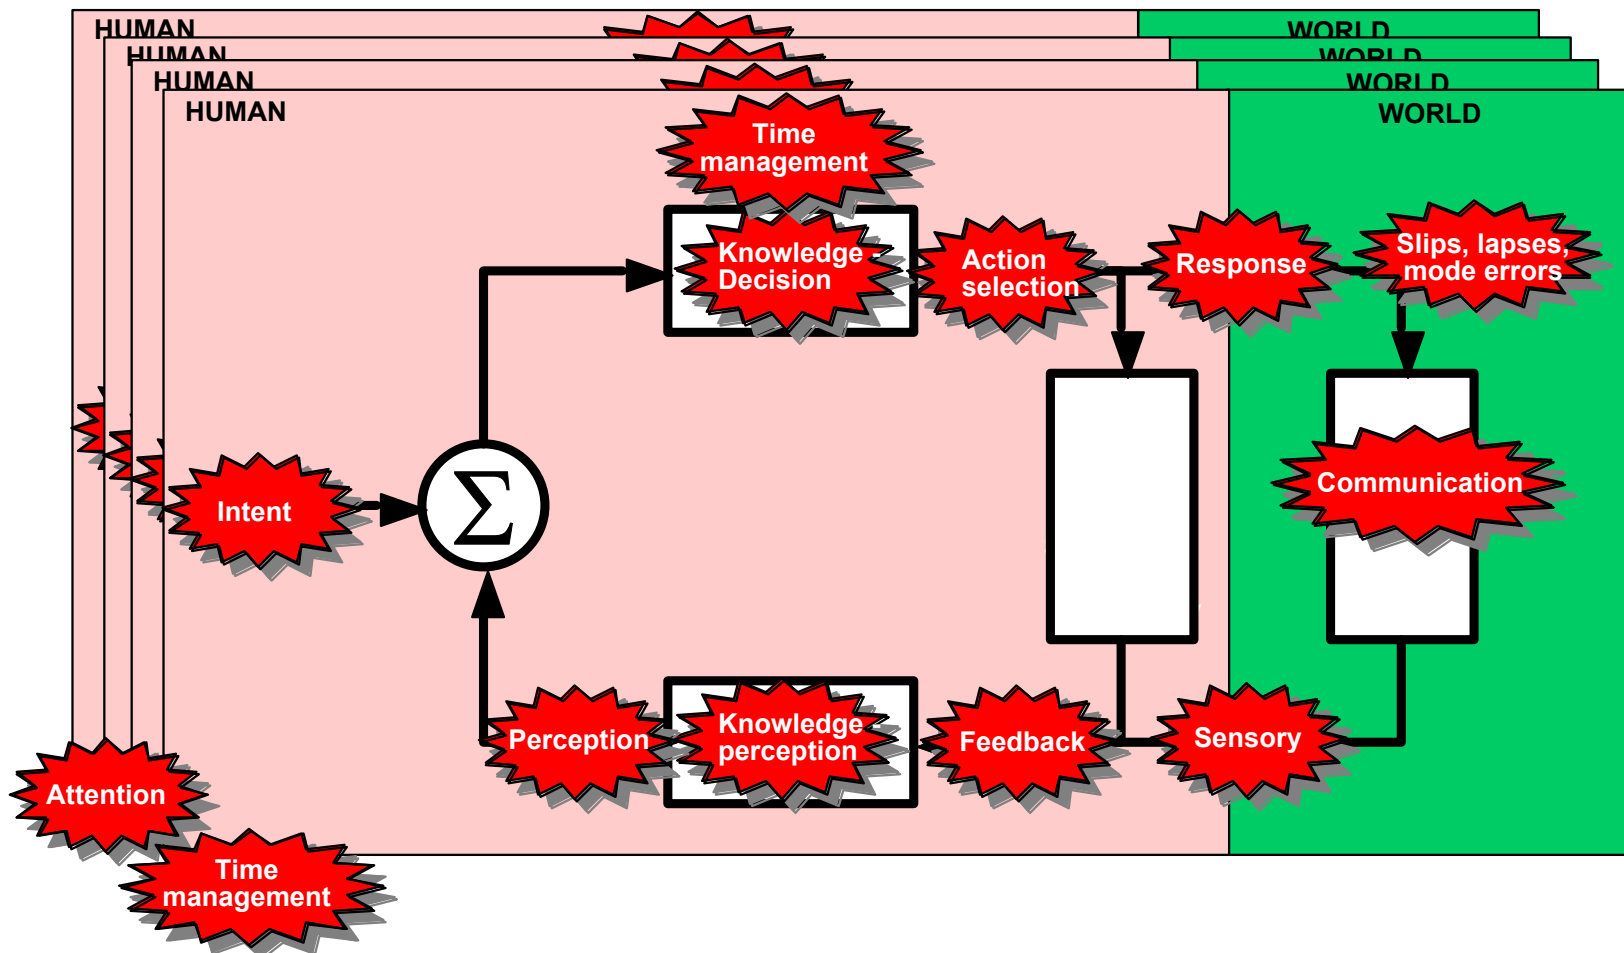 HUMAN
WORLD
HUMAN
WORLD
HUMAN
WORLD
HUMAN
WORLD
Time
management
Knowledge -
Decision
Action
selection
Response
Slips, lapses,
mode errors
Intent
Σ
Communication
Perception
Knowledge -
perception
Feedback
Sensory
Attention
Time
management